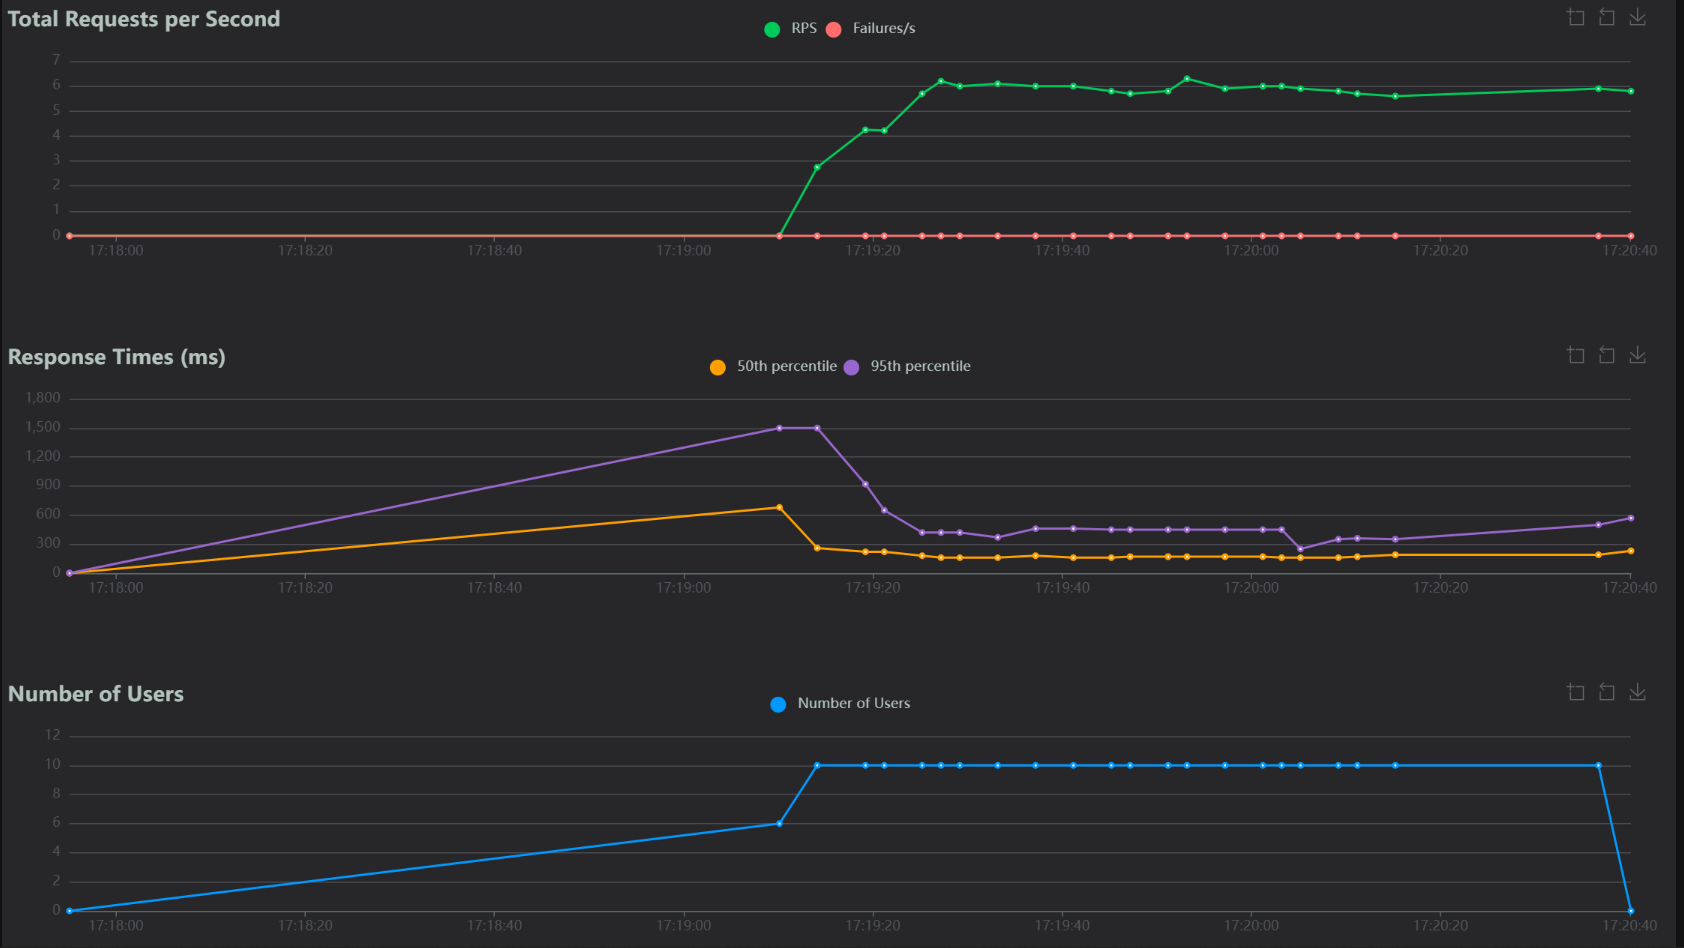 Total Requests per Second
RPS Failures/s
7
6
5
4
3
2
1
0
17:18:00 17:18:20 17:18:40 17:19:00 17:19:20 17:19:40 17:20:00 17:20:20 17:20:40
Response Times (ms)
50th percentile 95th percentile
1,800
1,500
1,200
900
600
300
0
17:18:00 17:18:20 17:18:40 17:19:00 17:19:20 17:19:40 17:20:00 17:20:20 17:20:40
Number of Users
Number of Users
12
10
8
6
4
2
0
17:18:00 17:18:20 17:18:40 17:19:00 17:19:20 17:19:40 17:20:00 17:20:20 17:20:40